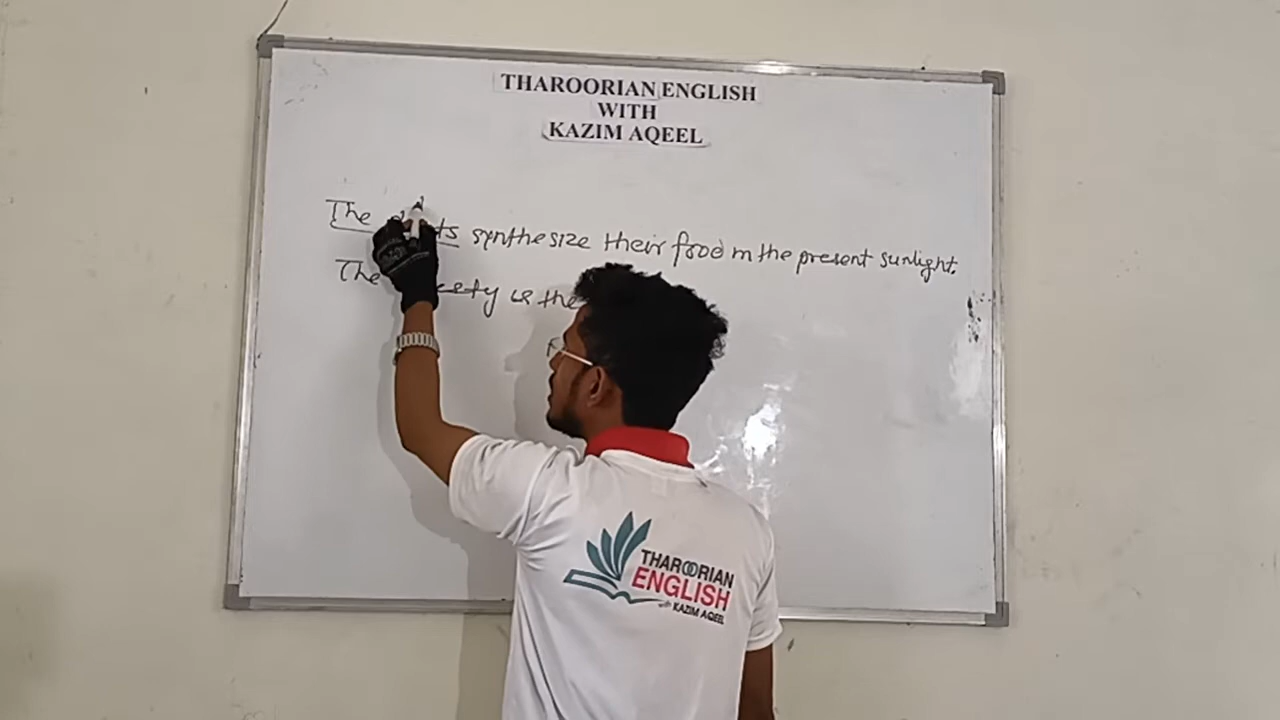 THAROORIAN ENGLISH
WITH
KAZIM AQEEL
The synthesize their food in the present sunlight.
The is the
THAROORIAN
ENGLISH
with KAZIM AQEEL